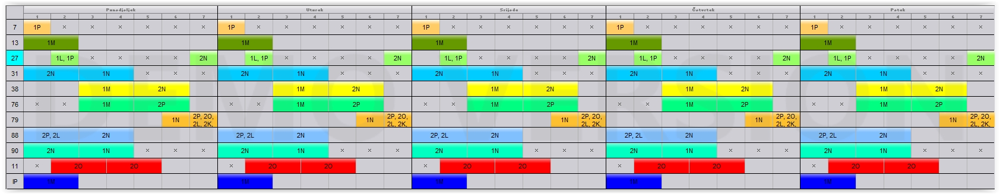 Ponedjeljak Utorak Srijeda Četvrtak Petak
1 2 3 4 5 6 7 1 2 3 4 5 6 7 1 2 3 4 5 6 7 1 2 3 4 5 6 7 1 2 3 4 5 6 7
7 1P × × × × × × 1P × × × × × × 1P × × × × × × 1P × × × × × × 1P × × × × × ×
13 1M 1M 1M 1M 1M
27 1L, 1P × × × × 2N 1L, 1P × × × × 2N 1L, 1P × × × × 2N 1L, 1P × × × × 2N 1L, 1P × × × × 2N
31 2N 1N × × × 2N 1N × × × 2N 1N × × × 2N 1N × × × 2N 1N × × ×
38 1M 2N 1M 2N 1M 2N 1M 2N 1M 2N
76 × × 1M 2P × × 1M 2P × × 1M 2P × × 1M 2P × × 1M 2P
79 1N 2P, 2O, 1N 2P, 2O, 1N 2P, 2O, 1N 2P, 2O, 1N 2P, 2O,
2L, 2K, 2L, 2K, 2L, 2K, 2L, 2K, 2L, 2K,
88 2P, 2L 2N 2P, 2L 2N 2P, 2L 2N 2P, 2L 2N 2P, 2L 2N
90 2N 1N × × × 2N 1N × × × 2N 1N × × × 2N 1N × × × 2N 1N × × ×
11 × 2O 2O × 2O 2O × 2O 2O × 2O 2O × 2O 2O
IP 1M 1M 1M 1M 1M
DEMO VERSION